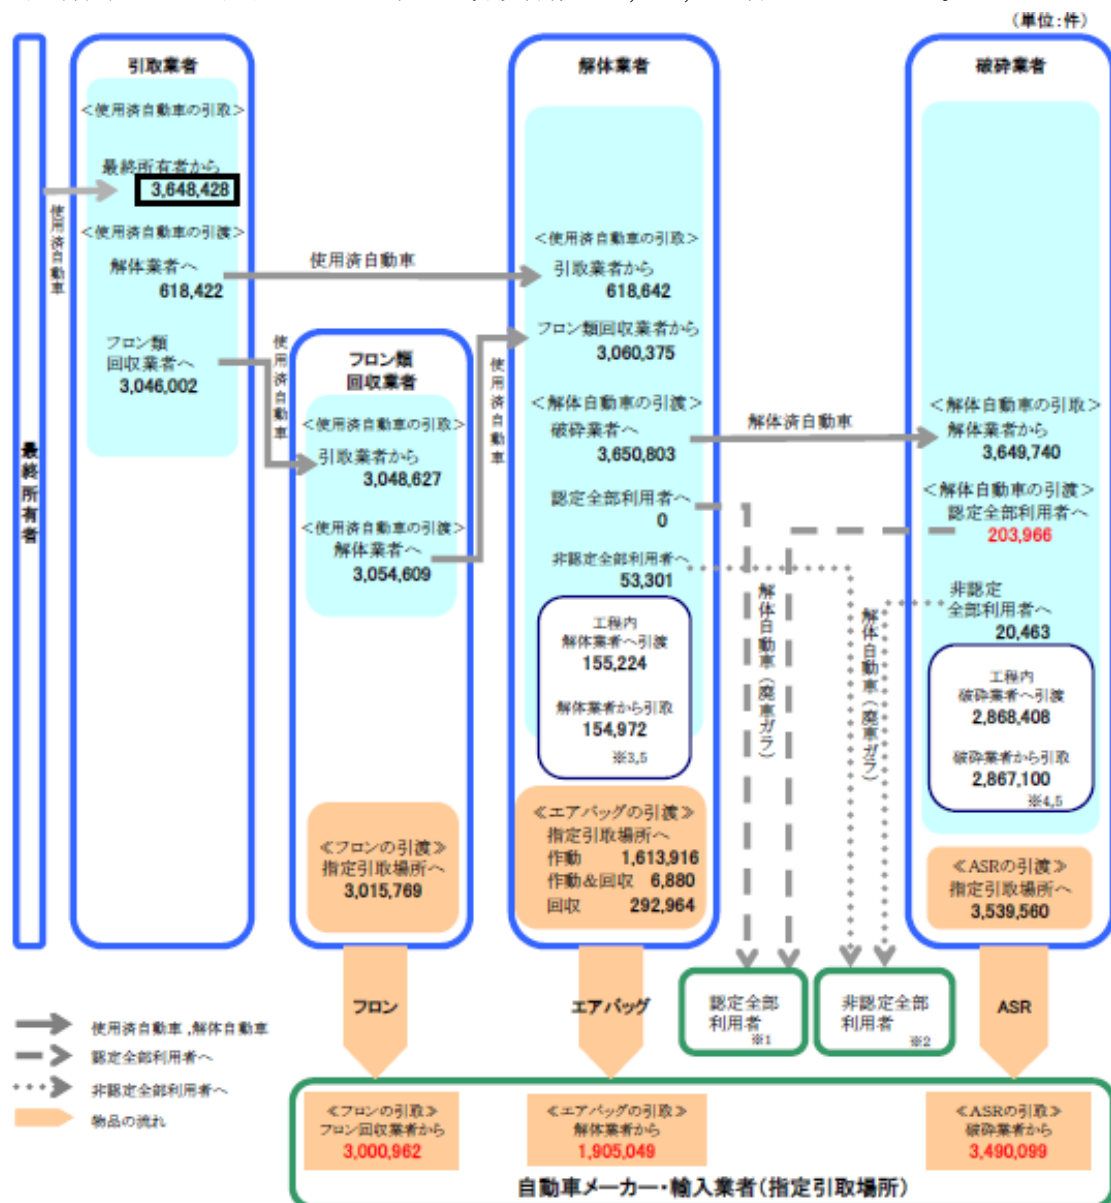 (単位:件)
引取業者
<使用済自動車の引取>
最終所有者から
3,648,428
<使用済自動車の引渡>
解体業者へ
618,422
フロン類
回収業者へ
3,046,002
最終所有者
使用済自動車
使用済自動車
使用済自動車
使用済自動車
フロン類
回収業者
<使用済自動車の引取>
引取業者から
3,048,627
<使用済自動車の引渡>
解体業者へ
3,054,609
≪フロンの引渡≫
指定引取場所へ
3,015,769
解体業者
<使用済自動車の引取>
引取業者から
618,642
フロン類回収業者から
3,060,375
<解体自動車の引渡>
破砕業者へ
3,650,803
認定全部利用者へ
0
非認定全部利用者へ
53,301
工程内
解体業者へ引渡
155,224
解体業者から引取
154,972
※3,5
≪エアバッグの引渡≫
指定引取場所へ
作動 1,613,916
作動&回収 6,880
回収 292,964
解体済自動車
解体自動車(廃車ガラ)
解体自動車(廃車ガラ)
破砕業者
<解体自動車の引取>
解体業者から
3,649,740
<解体自動車の引渡>
認定全部利用者へ
203,966
非認定
全部利用者へ
20,463
工程内
破砕業者へ引渡
2,868,408
破砕業者から引取
2,867,100
※4,5
≪ASRの引渡≫
指定引取場所へ
3,539,560
フロン
エアバッグ
認定全部
利用者
※1
非認定全部
利用者
※2
ASR
使用済自動車,解体自動車
認定全部利用者へ
非認定全部利用者へ
物品の流れ
≪フロンの引取≫
フロン回収業者から
3,000,962
≪エアバッグの引取≫
解体業者から
1,905,049
≪ASRの引取≫
破砕業者から
3,490,099
自動車メーカー・輸入業者(指定引取場所)